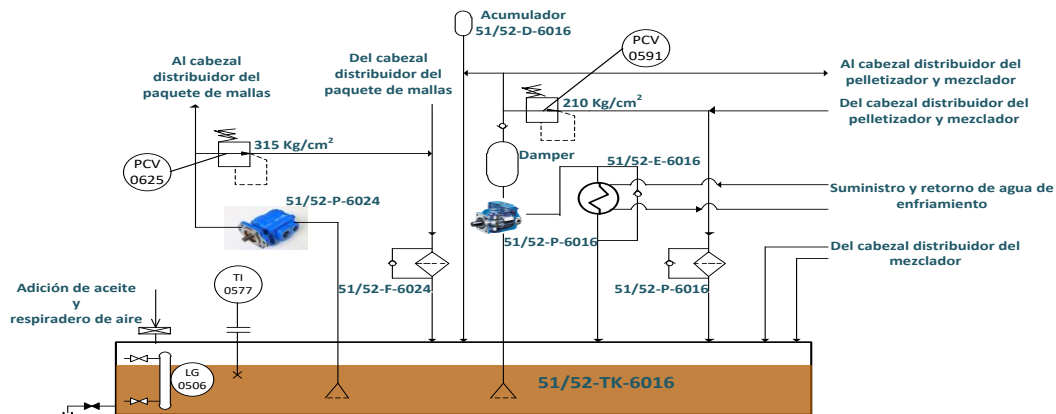 Acumulador
51/52-D-6016
PCV
0591
Al cabezal
distribuidor del
paquete de mallas
Del cabezal
distribuidor del
paquete de mallas
Al cabezal distribuidor del
pelletizador y mezclador
210 Kg/cm²
Del cabezal distribuidor del
pelletizador y mezclador
315 Kg/cm²
PCV
0625
Damper
51/52-E-6016
51/52-P-6024
Suministro y retorno de agua de
enfriamiento
51/52-P-6016
Del cabezal distribuidor del
mezclador
TI
0577
51/52-F-6024
51/52-P-6016
Adición de aceite
y
respiradero de aire
LG
0506
51/52-TK-6016